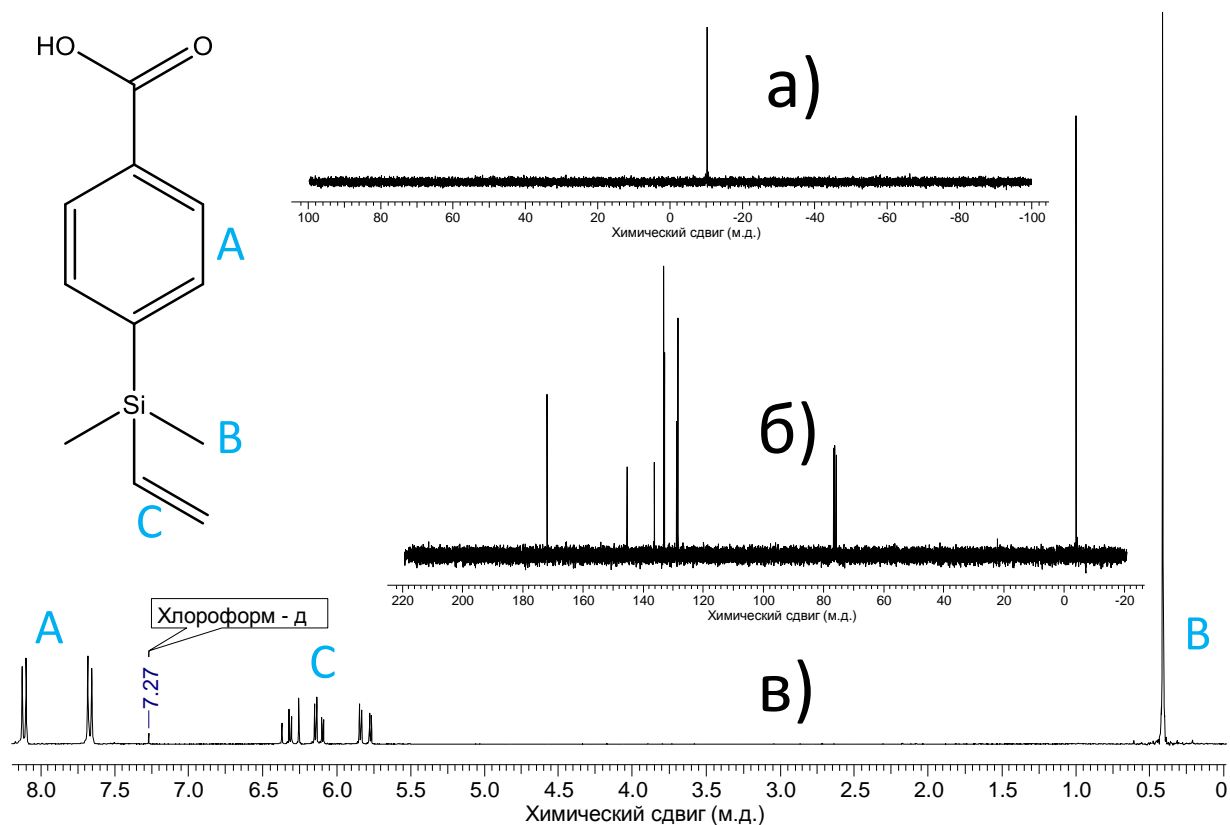 HO
O
A
Si
B
C
а)
100 80 60 40 20 0 -20 -40 -60 -80 -100
Химический сдвиг (м.д.)
б)
220 200 180 160 140 120 100 80 60 40 20 0 -20
Химический сдвиг (м.д.)
A
Хлороформ - д
7.27
C
в)
B
8.0 7.5 7.0 6.5 6.0 5.5 5.0 4.5 4.0 3.5 3.0 2.5 2.0 1.5 1.0 0.5 0
Химический сдвиг (м.д.)